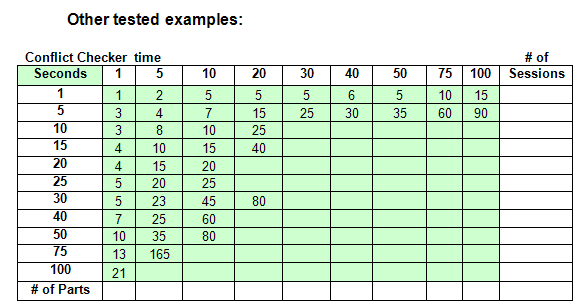 Other tested examples:
Conflict Checker time # of
Seconds 1 5 10 20 30 40 50 75 100 Sessions
1 1 2 5 5 5 6 5 10 15
5 3 4 7 15 25 30 35 60 90
10 3 8 10 25
15 4 10 15 40
20 4 15 20
25 5 20 25
30 5 23 45 80
40 7 25 60
50 10 35 80
75 13 165
100 21
# of Parts